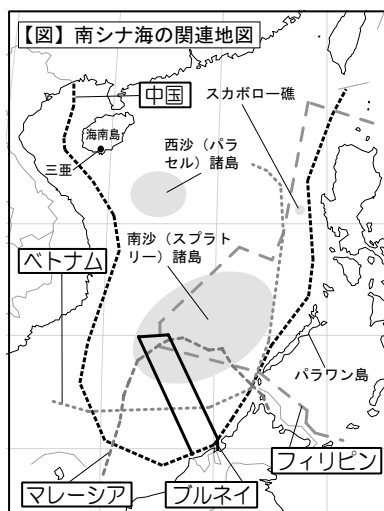 【図】南シナ海の関連地図
中国
スカボロー礁
海南島
三亜
西沙（パラ
セル）諸島
南沙（スプラト
リー）諸島
ベトナム
パラワン島
フィリピン
マレーシア
ブルネイ